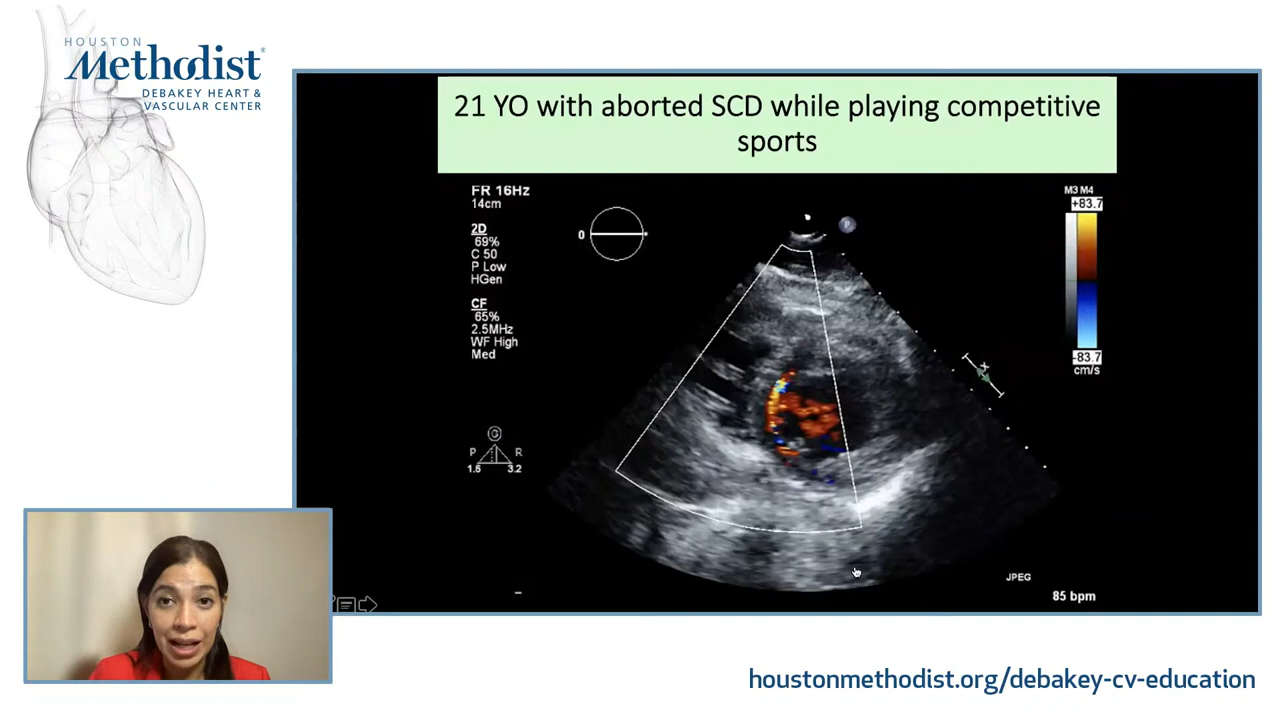 HOUSTON
Methodist®
DEBAKEY HEART &
VASCULAR CENTER
21 YO with aborted SCD while playing competitive
sports
FR 16Hz
14cm
2D
69%
C 50
P Low
HGen
CF
65%
2.5MHz
WF High
Med
0
P
M3 M4
+83.7
-83.7
cm/s
x
G
P R
1.6 3.2
JPEG
85 bpm
houstonmethodist.org/debakey-cv-education